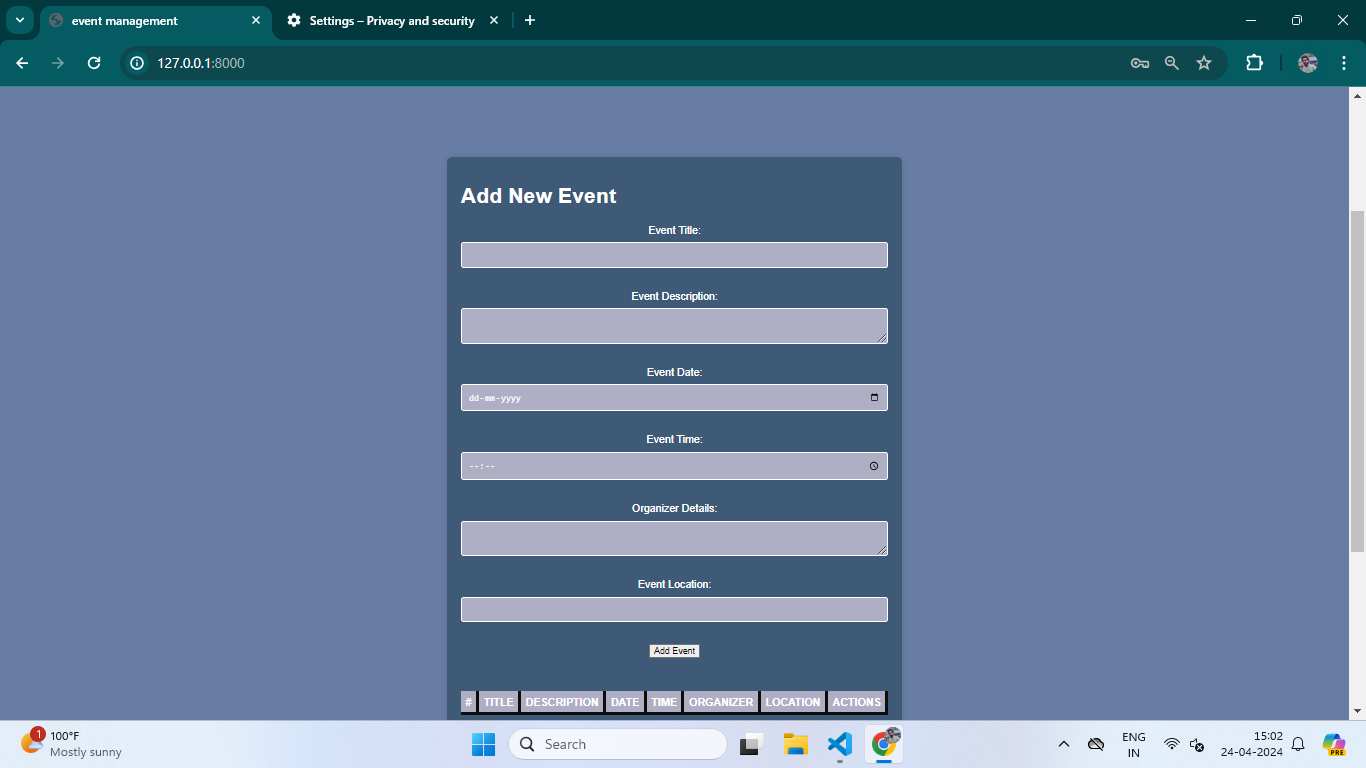 event management
Settings – Privacy and security
127.0.0.1:8000
Add New Event
Event Title:
Event Description:
Event Date:
dd-mm-yyyy
Event Time:
--:--
Organizer Details:
Event Location:
Add Event
# TITLE DESCRIPTION DATE TIME ORGANIZER LOCATION ACTIONS
1
100°F
Mostly sunny
Search
PRE
ENG
IN
15:02
24-04-2024